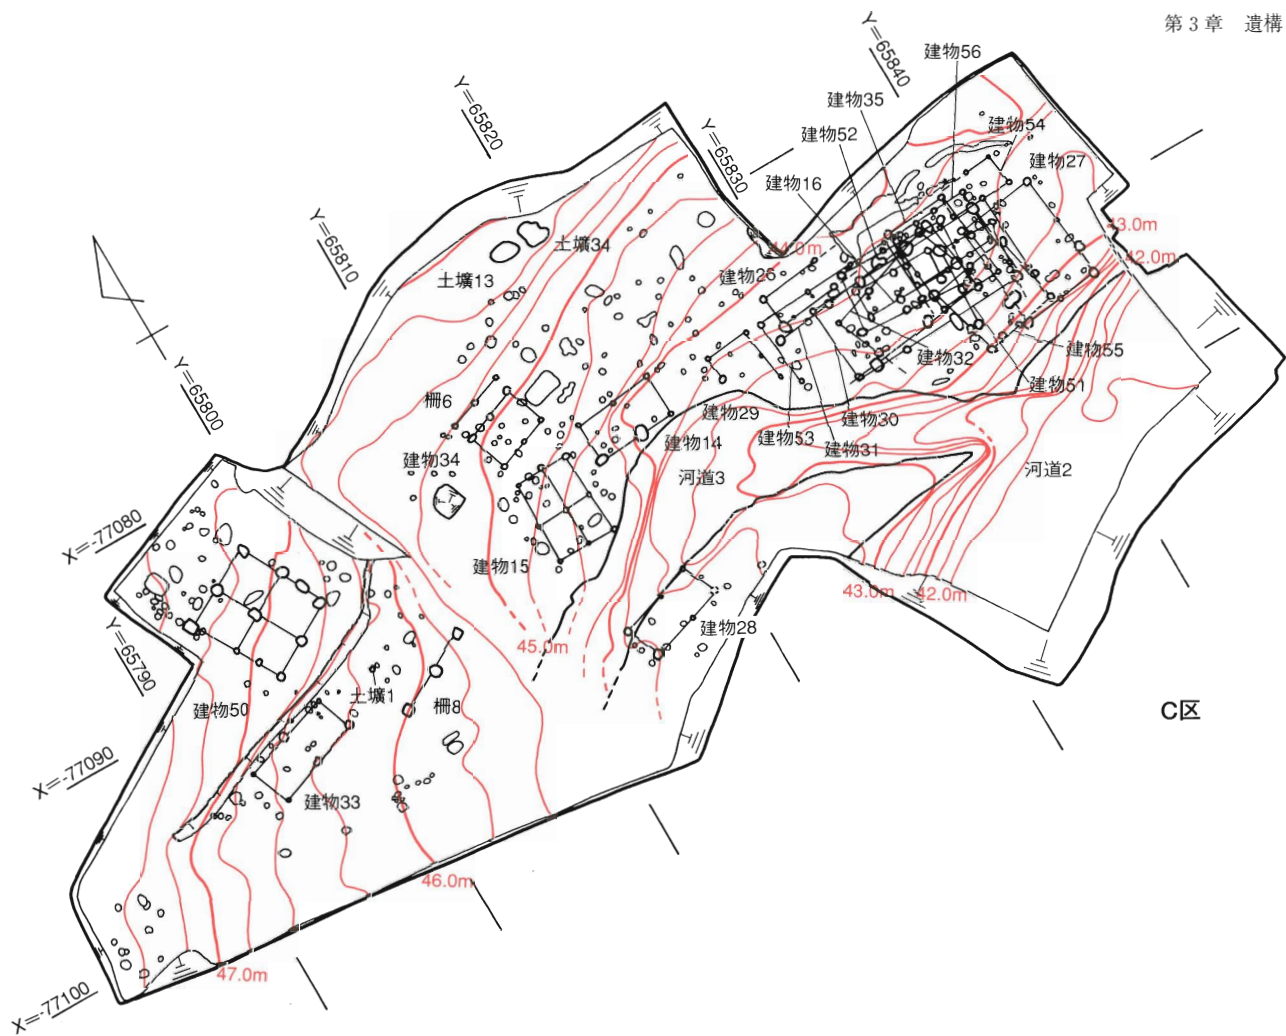 第３章　遺構
Y=65840
建物56
建物35
建物54
建物52
建物27
Y=65820
Y=65830
建物16
43.0m
44.0m
42.0m
Y=65810
土壙34
土壙13
建物25
建物32
建物55
建物51
Y=65800
柵6
建物29
建物30
建物53
建物31
建物14
建物34
河道3
河道2
X=-77080
建物15
43.0m
42.0m
建物28
45.0m
Y=65790
土壙1
柵8
建物50
C区
X=-77090
建物33
46.0m
47.0m
X=-77100